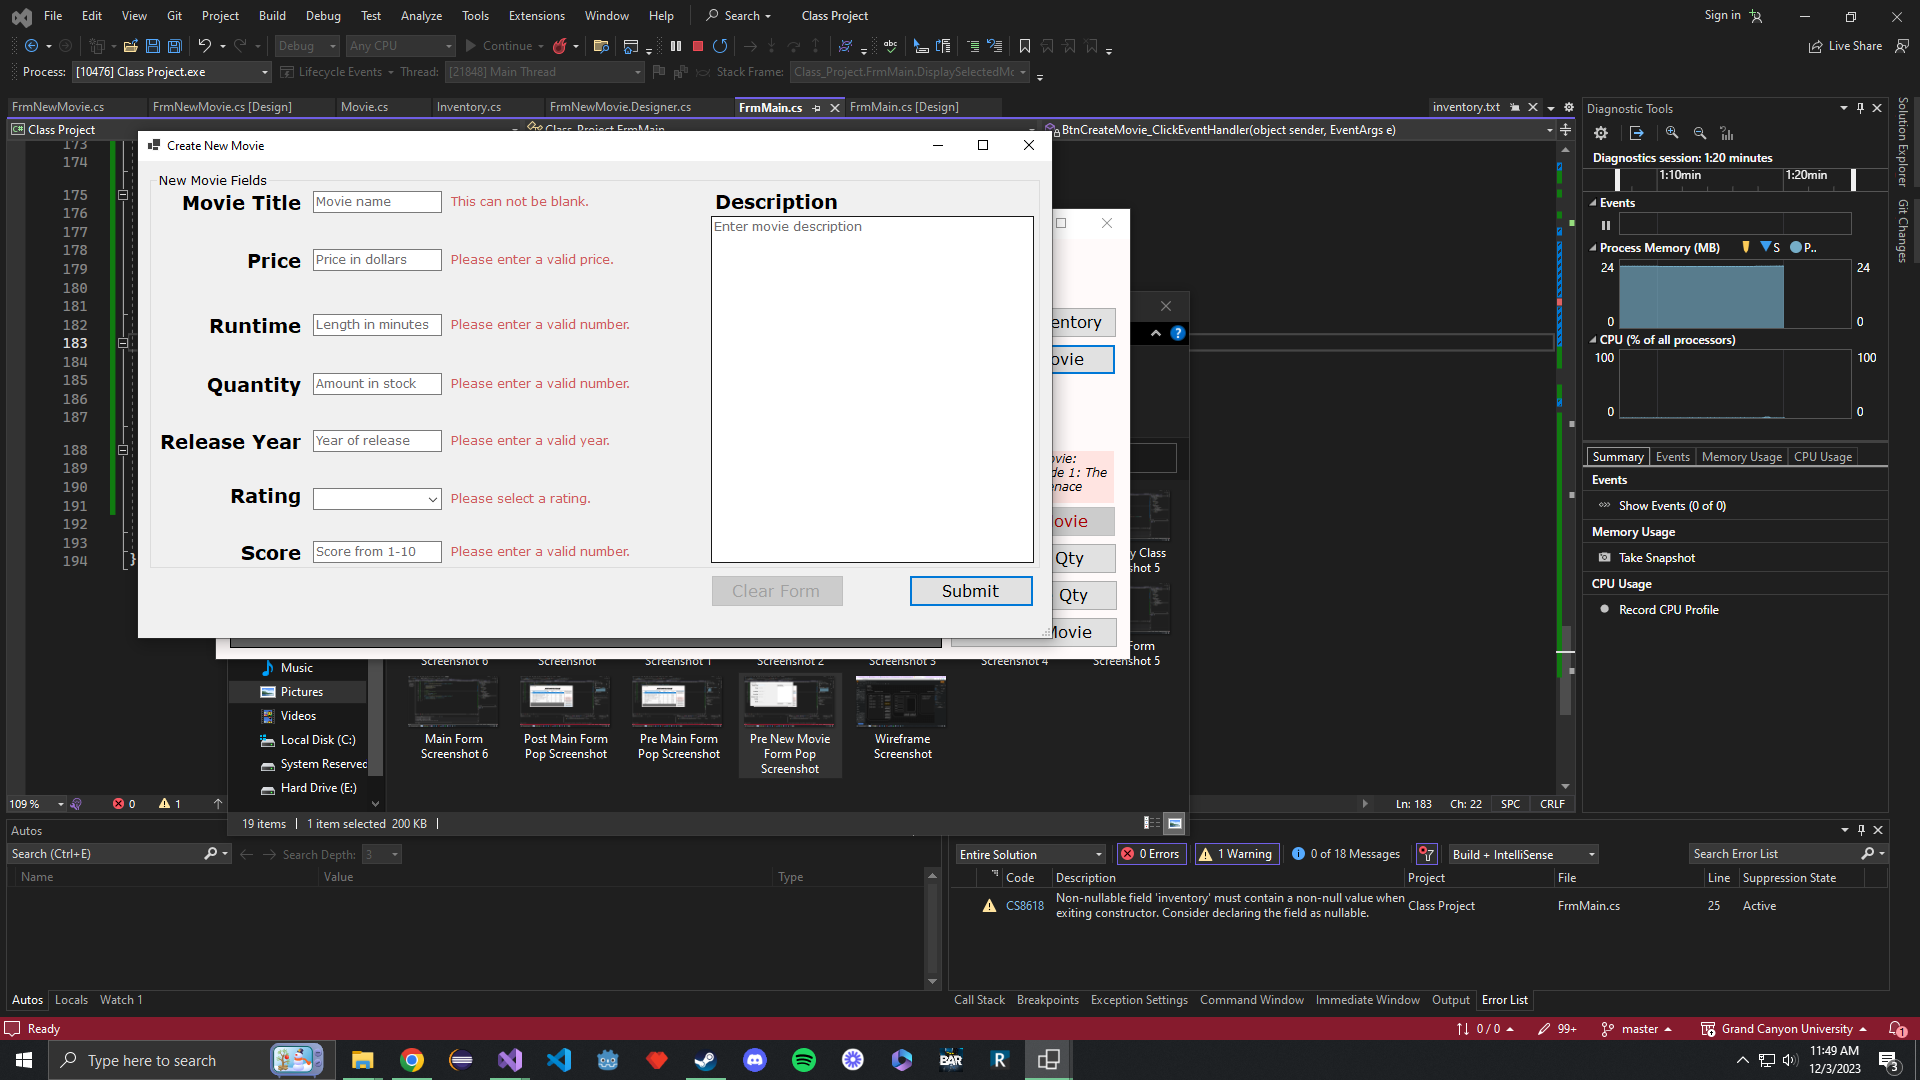 File Edit View Git Project Build Debug Test Analyze Tools Extensions Window Help Search Class Project Sign in
Debug Any CPU Continue Live Share
Process: [10476] Class Project.exe Lifecycle Events Thread: [21848] Main Thread Stack Frame: Class_Project.FrmMain.DisplaySelectedMc
FrmNewMovie.cs FrmNewMovie.cs [Design] Movie.cs Inventory.cs FrmNewMovie.Designer.cs FrmMain.cs FrmMain.cs [Design] inventory.txt
Class Project Class_Project.FrmMain BtnCreateMovie_ClickEventHandler(object sender, EventArgs e)
173
174
175
176
177
178
179
180
181
182
183
184
185
186
187
188
189
190
191
192
193
194 }
Create New Movie
New Movie Fields
Movie Title Movie name This can not be blank.
Price Price in dollars Please enter a valid price.
Runtime Length in minutes Please enter a valid number.
Quantity Amount in stock Please enter a valid number.
Release Year Year of release Please enter a valid year.
Rating Please select a rating.
Score Score from 1-10 Please enter a valid number.
Description
Enter movie description
Clear Form Submit
entory
ovie
ovie:
de 1: The
enace
ovie
Qty
Qty
Movie
y Class
shot 5
Form
shot 5
Screenshot 6 Screenshot Screenshot 1 Screenshot 2 Screenshot 3 Screenshot 4
Music
Pictures
Videos
Local Disk (C:)
System Reserved
Hard Drive (E:)
Main Form
Screenshot 6
Post Main Form
Pop Screenshot
Pre Main Form
Pop Screenshot
Pre New Movie
Form Pop
Screenshot
Wireframe
Screenshot
19 items 1 item selected 200 KB
109 % 0 1 Ln: 183 Ch: 22 SPC CRLF
Diagnostic Tools
Diagnostics session: 1:20 minutes
1:10min 1:20min
Events
Process Memory (MB) S P..
24 24
0 0
CPU (% of all processors)
100 100
0 0
Summary Events Memory Usage CPU Usage
Events
Show Events (0 of 0)
Memory Usage
Take Snapshot
CPU Usage
Record CPU Profile
Solution Explorer
Git Changes
Autos
Search (Ctrl+E) Search Depth: 3
Name Value Type
Autos Locals Watch 1
Entire Solution 0 Errors 1 Warning 0 of 18 Messages Build + IntelliSense Search Error List
Code Description Project File Line Suppression State
CS8618 Non-nullable field 'inventory' must contain a non-null value when exiting constructor. Consider declaring the field as nullable. Class Project FrmMain.cs 25 Active
Call Stack Breakpoints Exception Settings Command Window Immediate Window Output Error List
Ready 0 / 0 99+ master Grand Canyon University 1
Type here to search BAR R 11:49 AM
12/3/2023 3